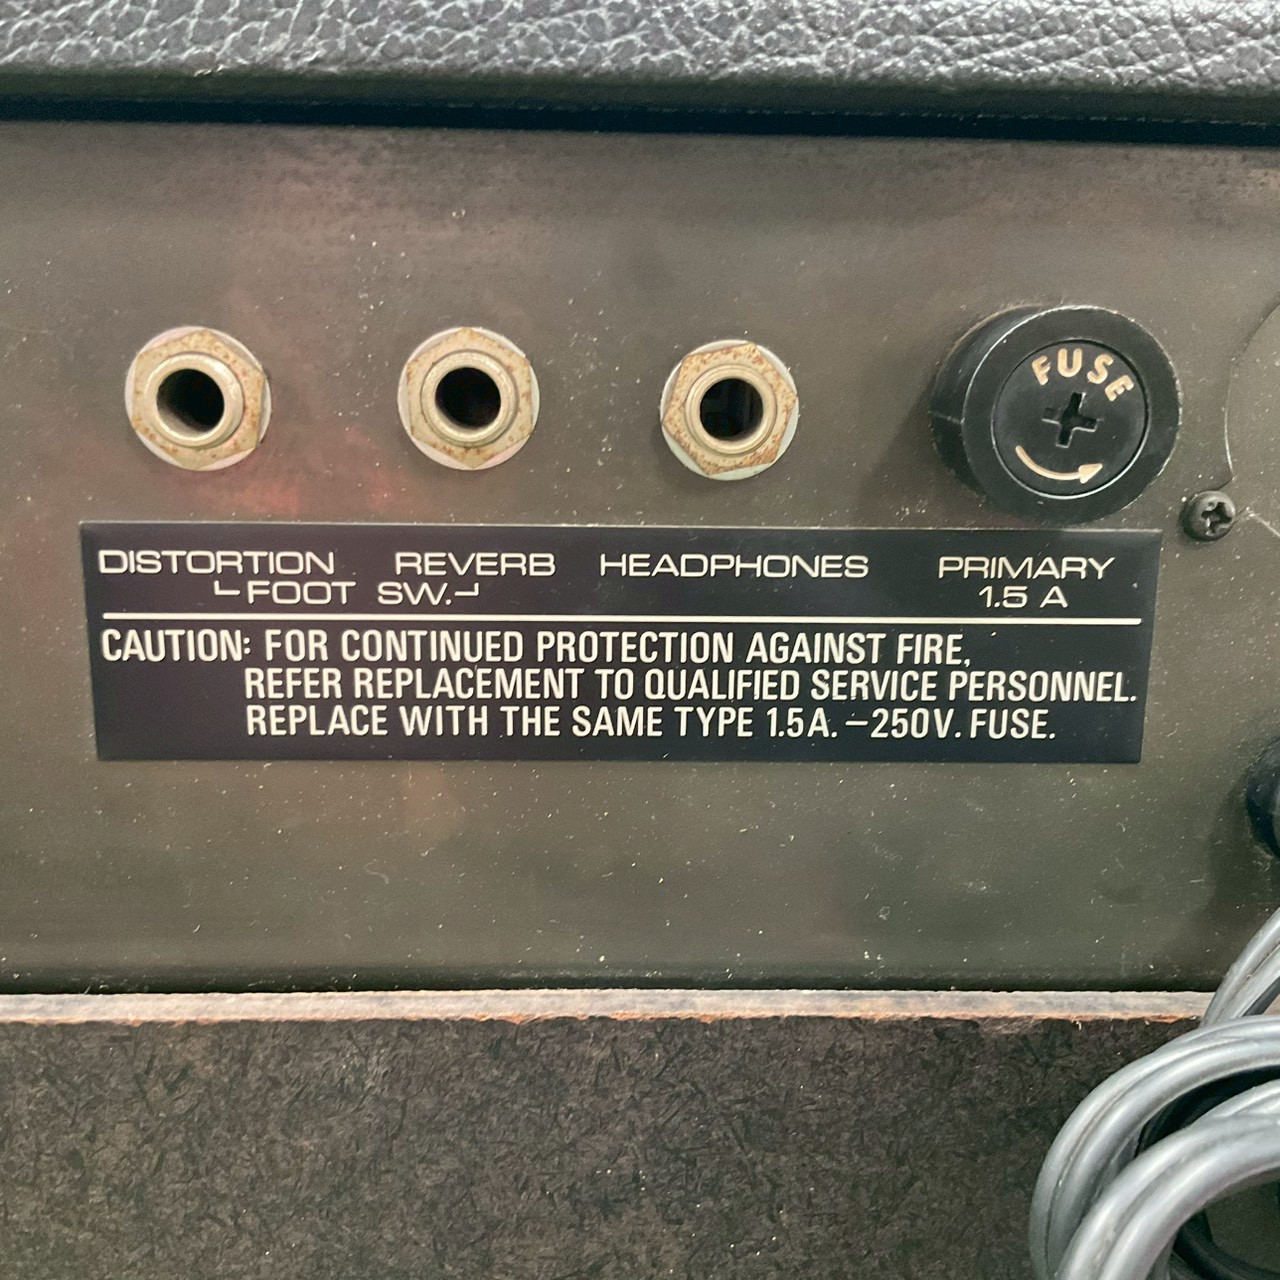 FUSE
DISTORTION REVERB HEADPHONES PRIMARY
FOOT SW. 1.5 A
CAUTION: FOR CONTINUED PROTECTION AGAINST FIRE,
REFER REPLACEMENT TO QUALIFIED SERVICE PERSONNEL.
REPLACE WITH THE SAME TYPE 1.5A. –250V. FUSE.